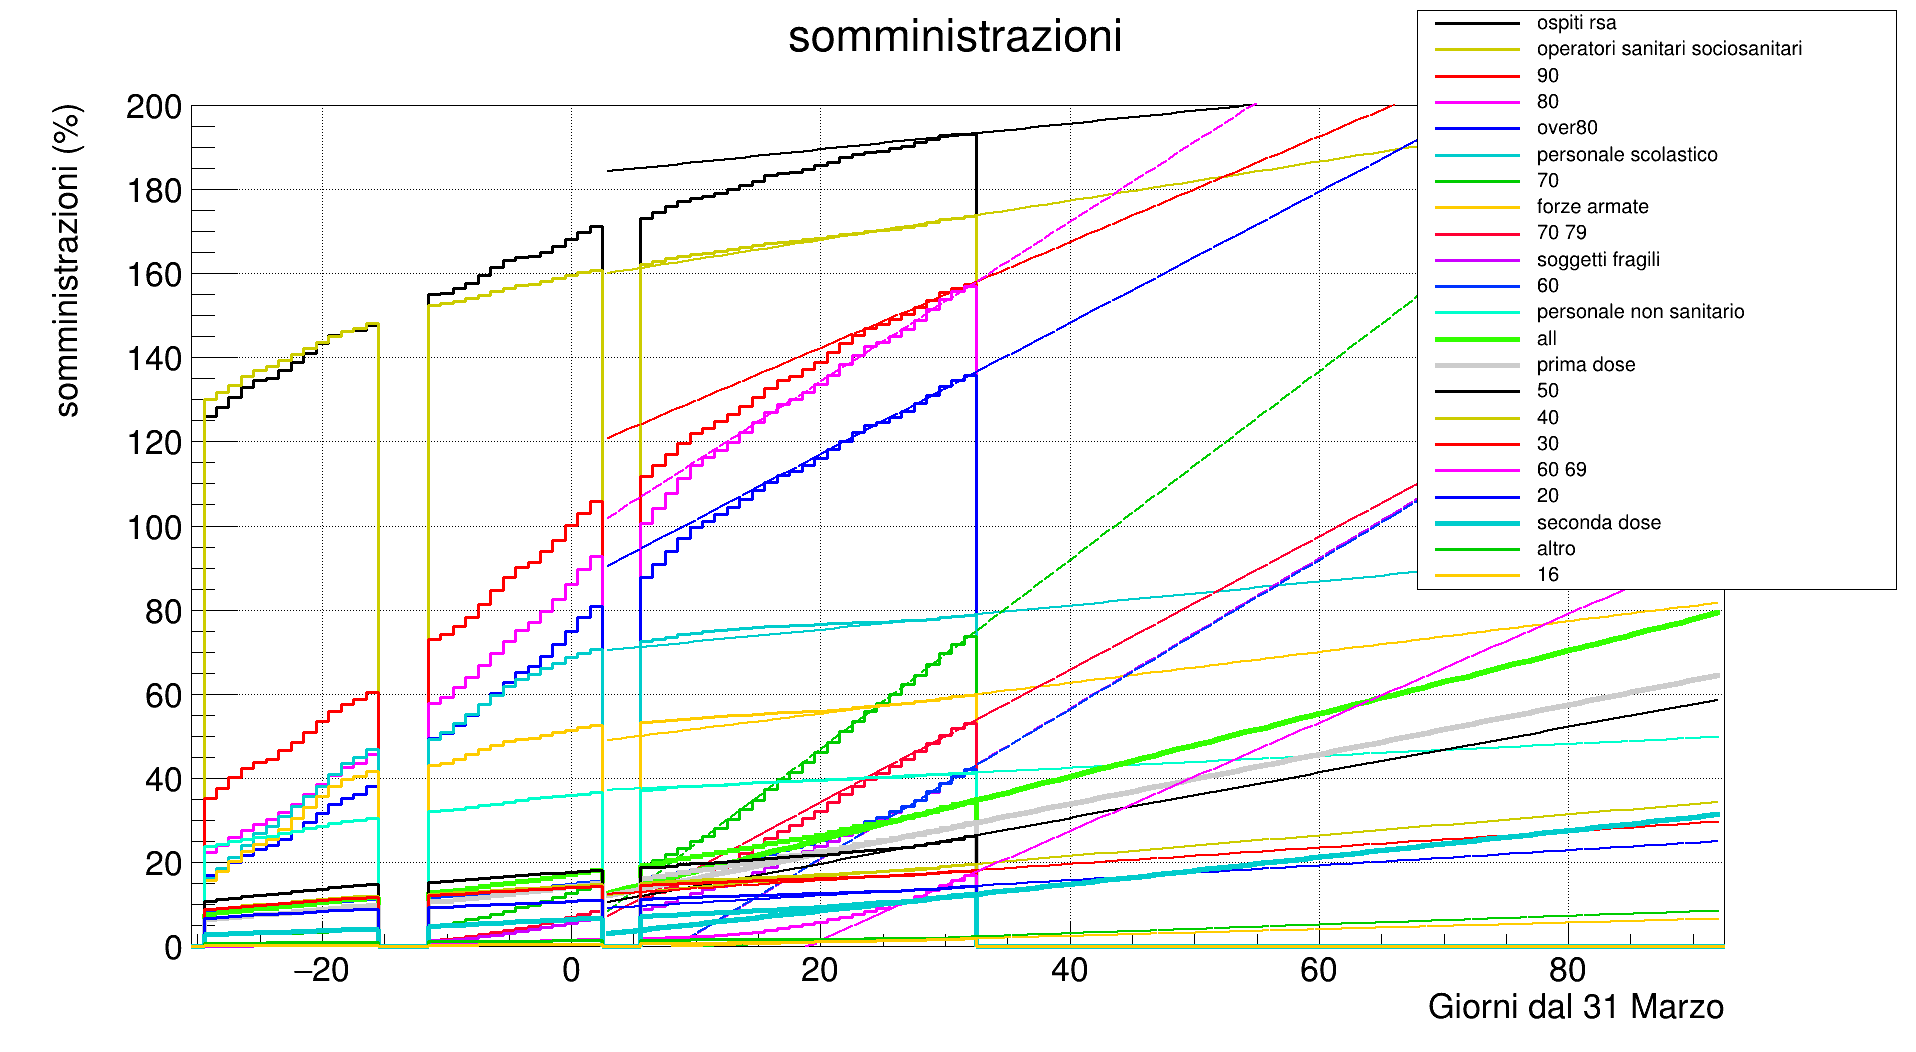 somministrazioni
ospiti rsa
operatori sanitari sociosanitari
90
80
over80
personale scolastico
70
forze armate
70 79
soggetti fragili
60
personale non sanitario
all
prima dose
50
40
30
60 69
20
seconda dose
altro
16
somministrazioni (%)
200
180
160
140
120
100
80
60
40
20
0
−20 0 20 40 60 80
Giorni dal 31 Marzo